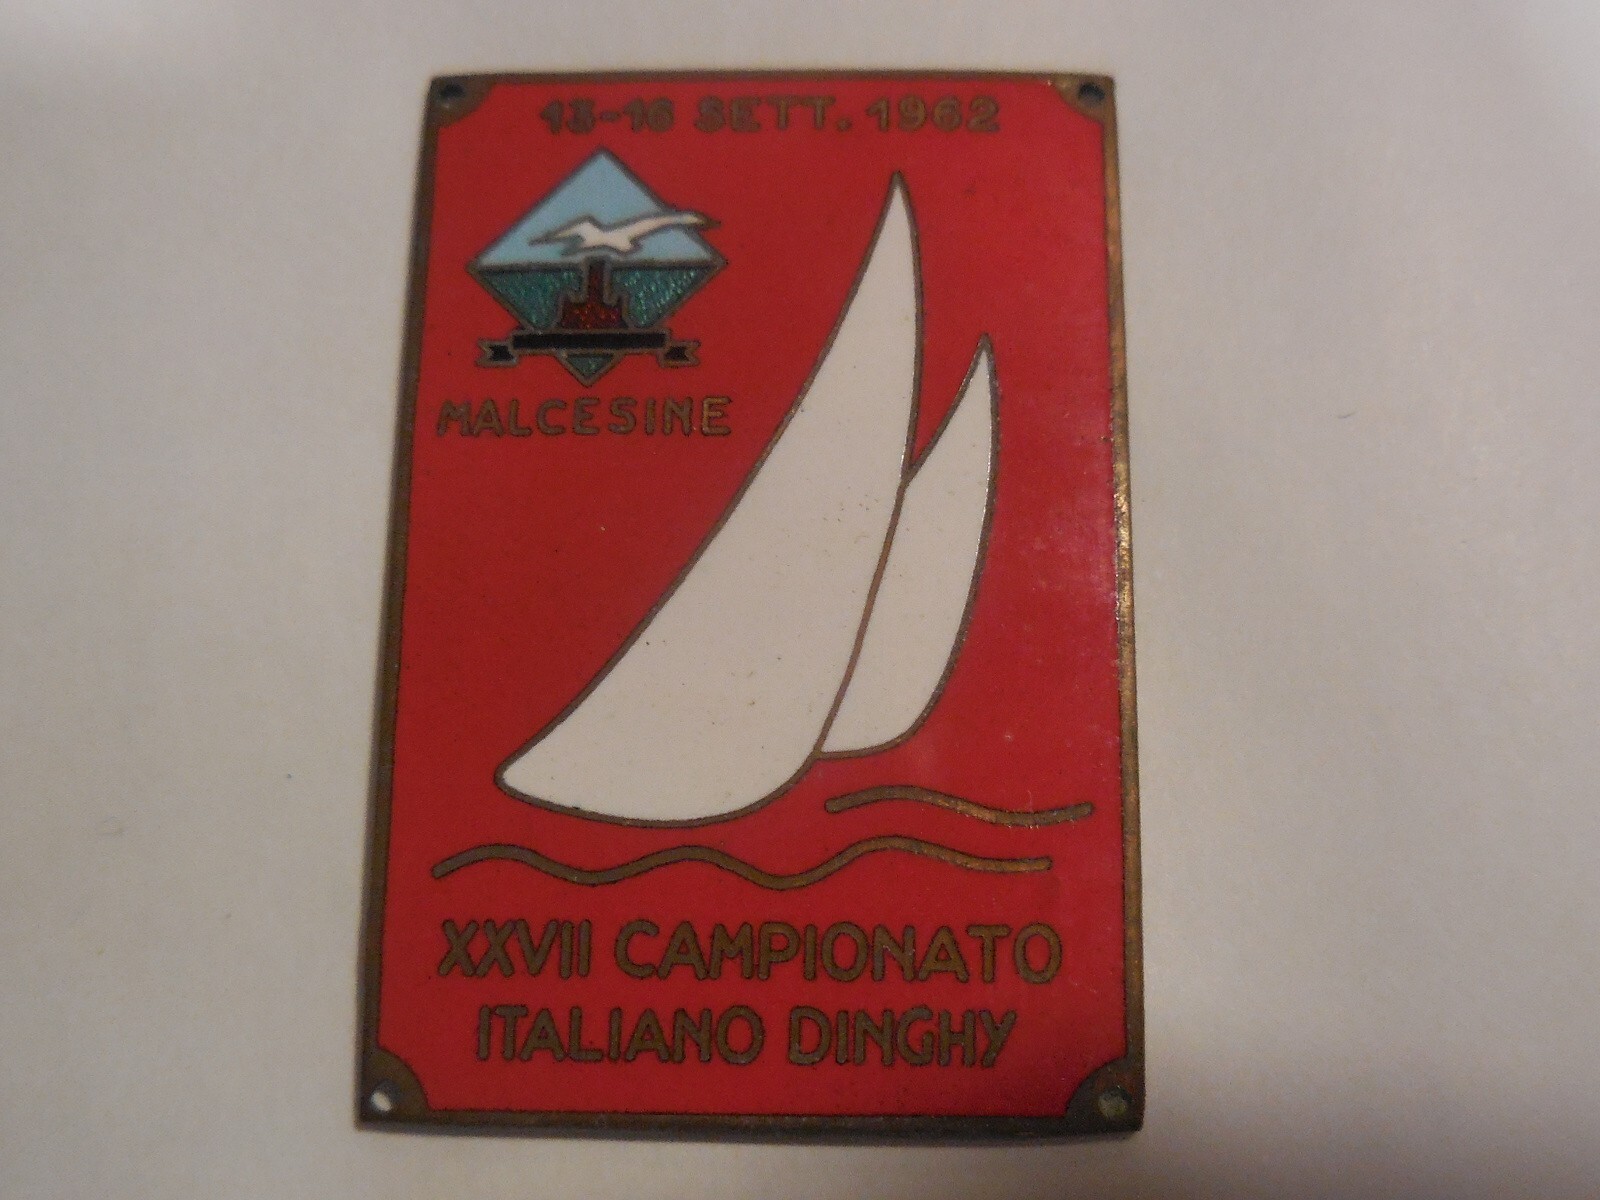 13-16 SETT. 1962
MALCESINE
XXVII CAMPIONATO
ITALIANO DINGHY